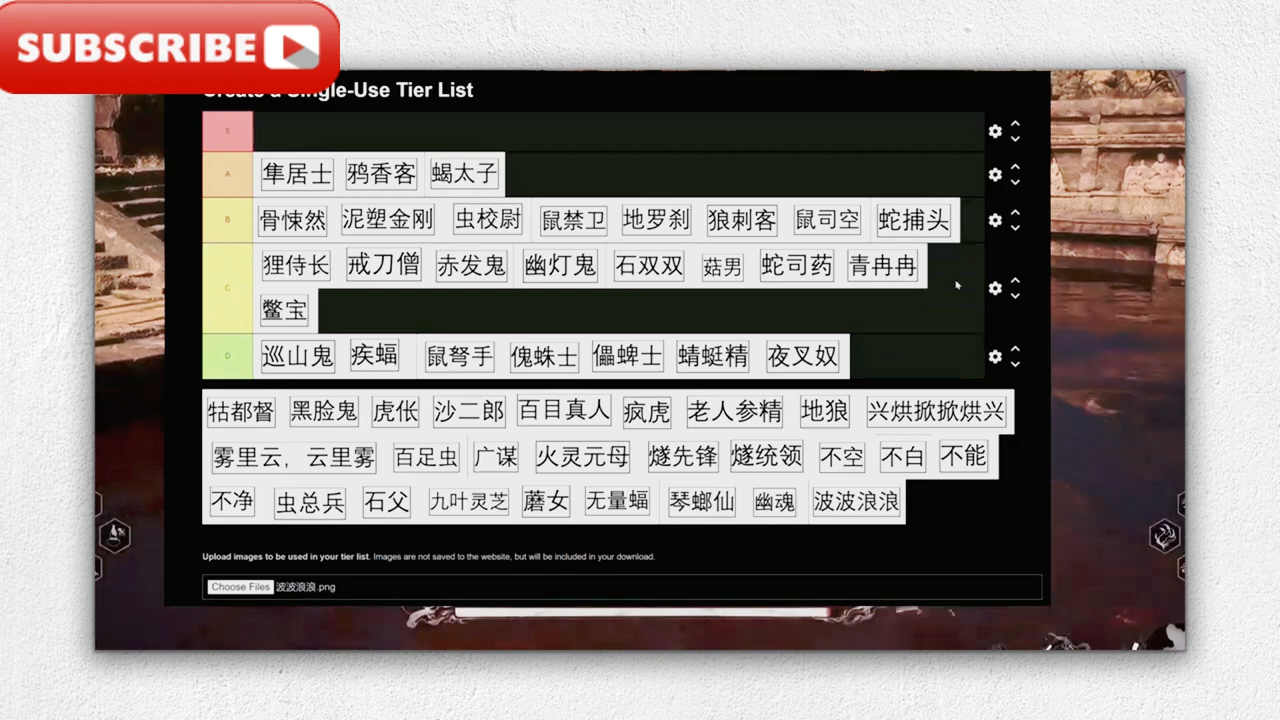 SUBSCRIBE
Create a Single-Use Tier List
S
A 隼居士 鸦香客 蝎太子
B 骨悚然 泥塑金刚 虫校尉 鼠禁卫 地罗刹 狼刺客 鼠司空 蛇捕头
C 狸侍长 戒刀僧 赤发鬼 幽灯鬼 石双双 菇男 蛇司药 青冉冉
鳖宝
D 巡山鬼 疾蝠 鼠弩手 傀蛛士 儡蜱士 蜻蜓精 夜叉奴
牯都督 黑脸鬼 虎伥 沙二郎 百目真人 疯虎 老人参精 地狼 兴烘掀掀烘兴
雾里云，云里雾 百足虫 广谋 火灵元母 燧先锋 燧统领 不空 不白 不能
不净 虫总兵 石父 九叶灵芝 蘑女 无量蝠 琴螂仙 幽魂 波波浪浪
Upload images to be used in your tier list. Images are not saved to the website, but will be included in your download.
Choose Files 波波浪浪.png